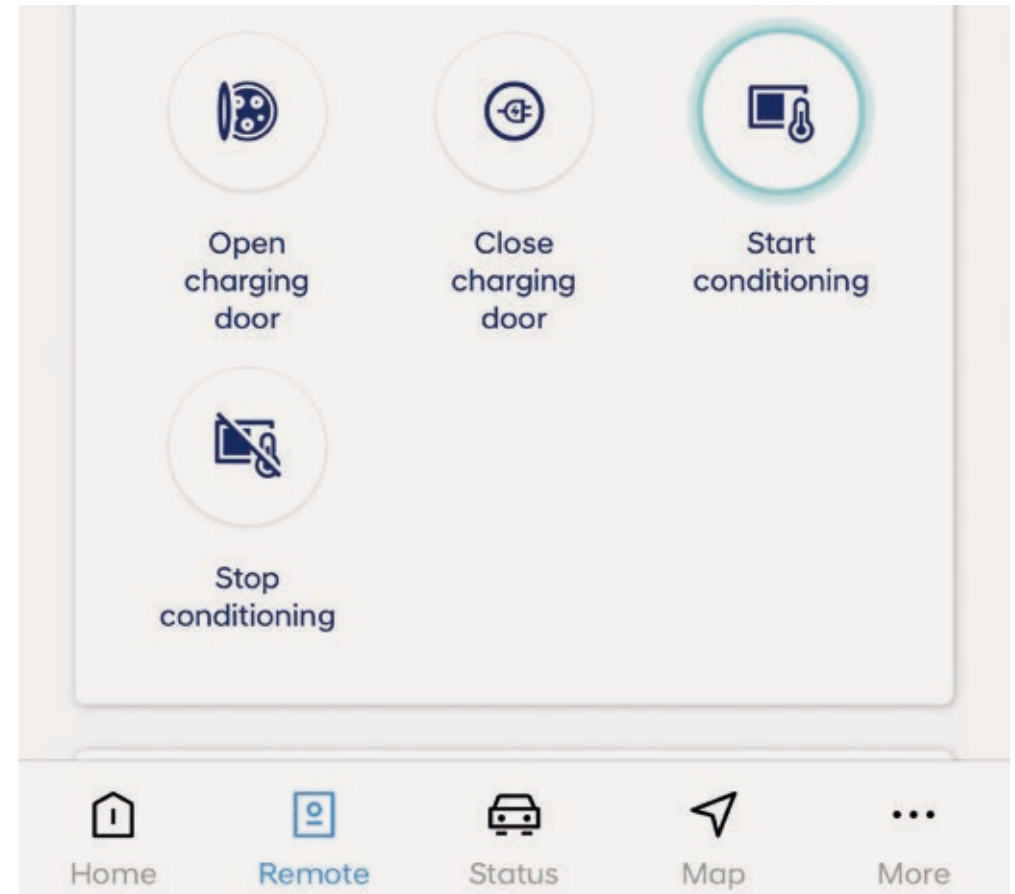 Open
charging
door
Close
charging
door
Start
conditioning
Stop
conditioning
Home
Remote
Status
Map
More